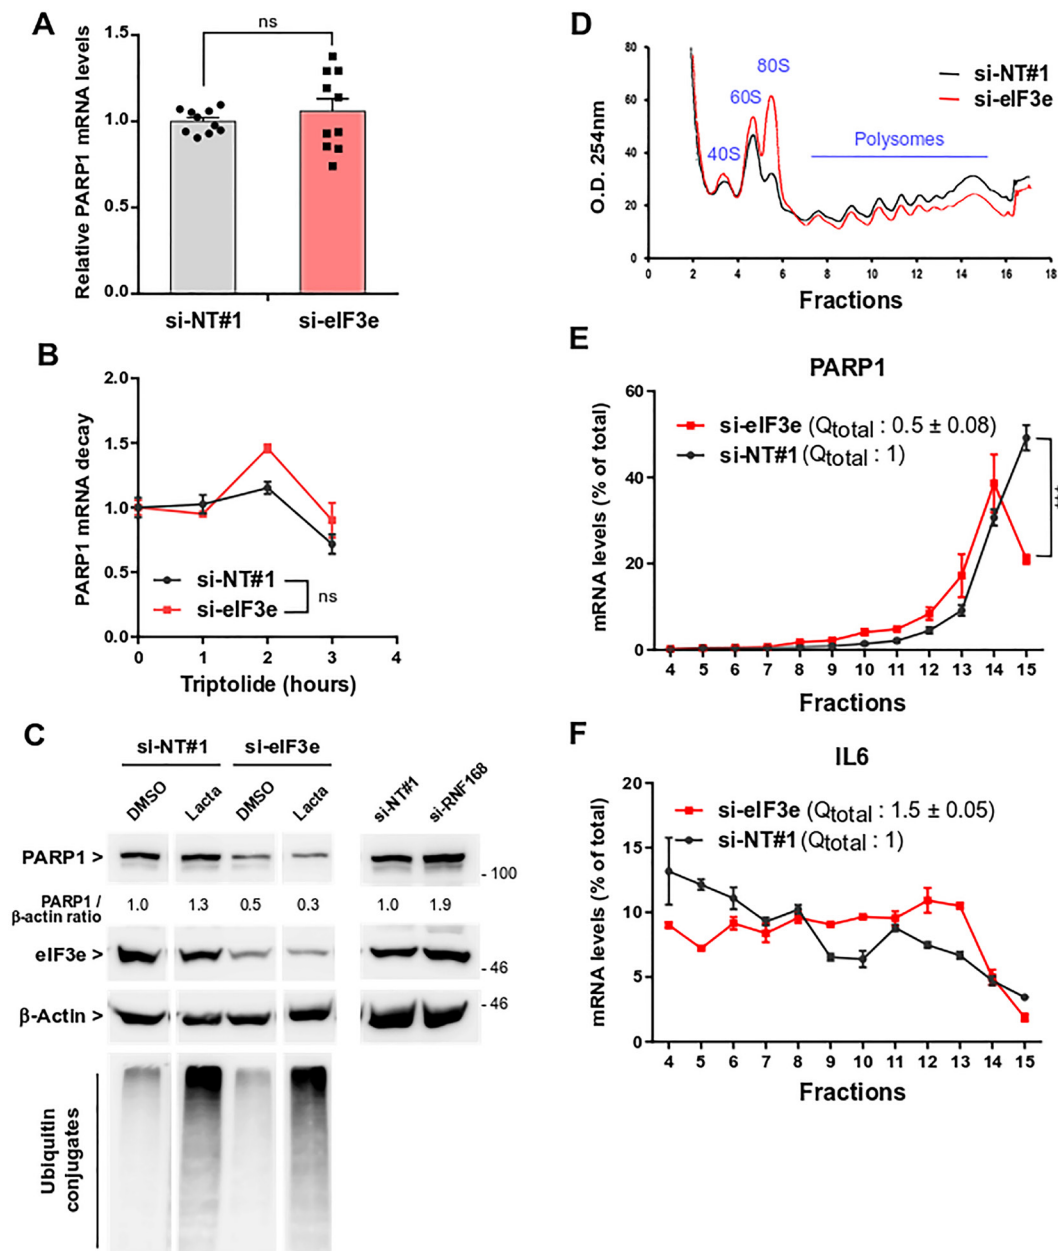 A
Relative PARP1 mRNA levels
1.5
1.0
0.5
0.0
ns
si-NT#1
si-eIF3e
B
PARP1 mRNA decay
2.0
1.5
1.0
0.5
0.0
si-NT#1
si-eIF3e
ns
0
1
2
3
4
Triptolide (hours)
C
si-NT#1
si-eIF3e
DMSO
Lacta
DMSO
Lacta
si-NT#1
si-RNF168
PARP1 >
- 100
PARP1 /
β-actin ratio
1.0
1.3
0.5
0.3
1.0
1.9
eIF3e >
- 46
β-Actin >
- 46
Ubiquitin
conjugates
D
O.D. 254nm
80
60
40
20
0
40S
60S
80S
Polysomes
si-NT#1
si-eIF3e
0
2
4
6
8
10
12
14
16
18
Fractions
E
PARP1
mRNA levels (% of total)
60
40
20
0
si-eIF3e (Qtotal : 0.5 ± 0.08)
si-NT#1 (Qtotal : 1)
***
4
5
6
7
8
9
10
11
12
13
14
15
Fractions
F
IL6
mRNA levels (% of total)
20
15
10
5
0
si-eIF3e (Qtotal : 1.5 ± 0.05)
si-NT#1 (Qtotal : 1)
4
5
6
7
8
9
10
11
12
13
14
15
Fractions